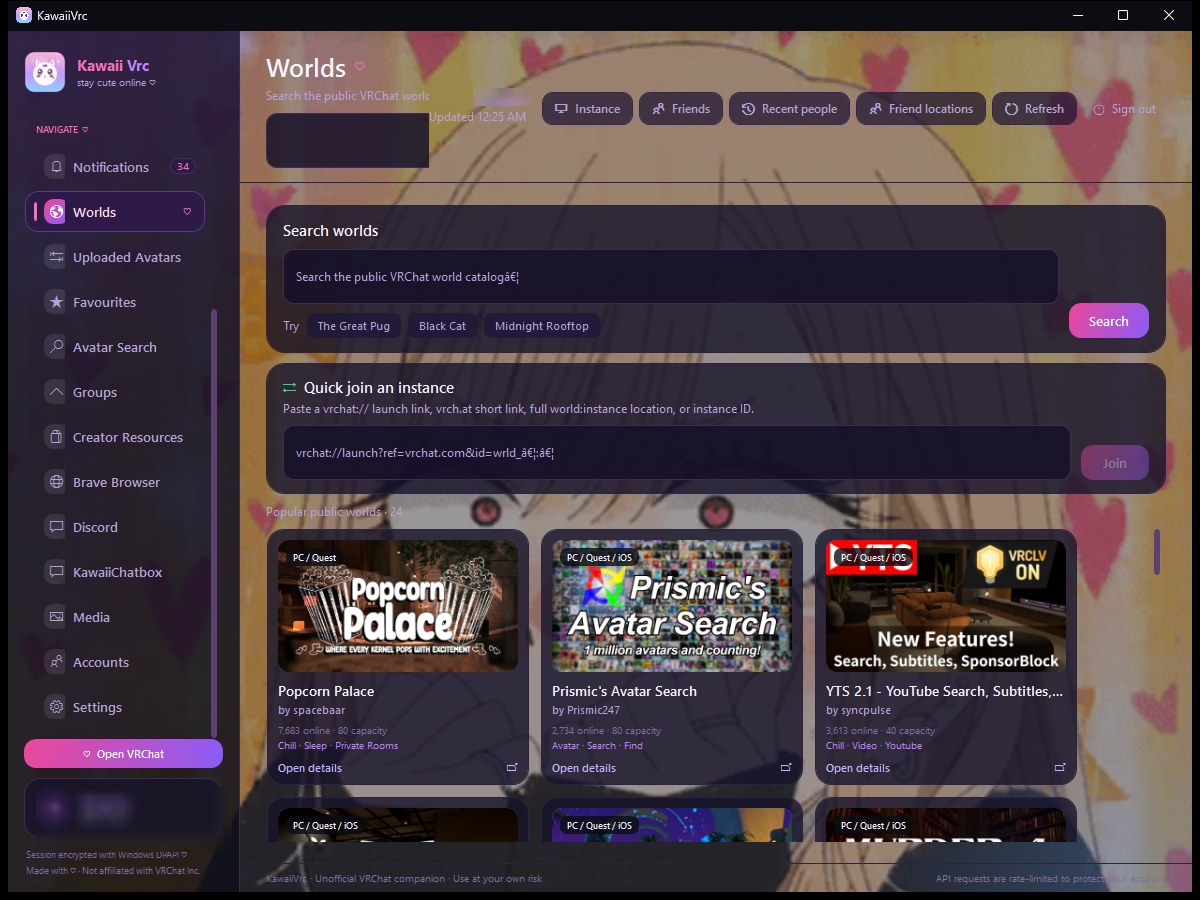 KawaiiVrc
Kawaii Vrc
stay cute online ♡
NAVIGATE ♡
Notifications
34
Worlds ♡
Uploaded Avatars
Favourites
Avatar Search
Groups
Creator Resources
Brave Browser
Discord
KawaiiChatbox
Media
Accounts
Settings
♡ Open VRChat
Session encrypted with Windows DPAPI ♡
Made with ♡ · Not affiliated with VRChat Inc.
Worlds ♡
Search the public VRChat
Updated 12:25 AM
Instance
Friends
Recent people
Friend locations
Refresh
Sign out
Search worlds
Search the public VRChat world catalogâ€¦
Try
The Great Pug
Black Cat
Midnight Rooftop
Search
Quick join an instance
Paste a vrchat:// launch link, vrch.at short link, full world:instance location, or instance ID.
vrchat://launch?ref=vrchat.com&id=wrld_â€¦:â€¦
Join
Popular public worlds · 24
PC / Quest
Popcorn
Palace
WHERE EVERY KERNEL POPS WITH EXCITEMENT
Popcorn Palace
by spacebaar
7,683 online · 80 capacity
Chill · Sleep · Private Rooms
Open details
PC / Quest / iOS
Prismic's
Avatar Search
1 million avatars and counting!
Prismic's Avatar Search
by Prismic247
2,734 online · 80 capacity
Avatar · Search · Find
Open details
PC / Quest / iOS
YTS
VRCLV
ON
New Features!
Search, Subtitles, SponsorBlock
YTS 2.1 - YouTube Search, Subtitles,...
by syncpulse
3,613 online · 40 capacity
Chill · Video · Youtube
Open details
PC / Quest / iOS
PC / Quest / iOS
PC / Quest / iOS
KawaiiVrc · Unofficial VRChat companion · Use at your own risk
API requests are rate-limited to protect your account